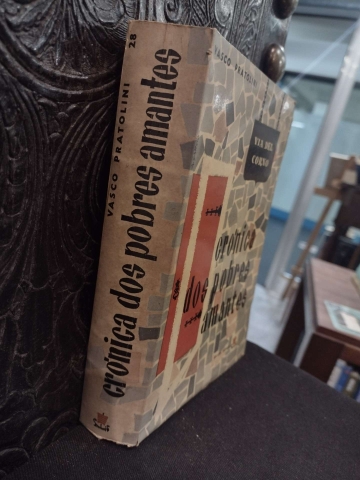 28
VASCO PRATOLINI
crónica dos pobres amantes
VASCO PRATOLINI
VIA DEL
CORNO
crónica
dos pobres
amantes